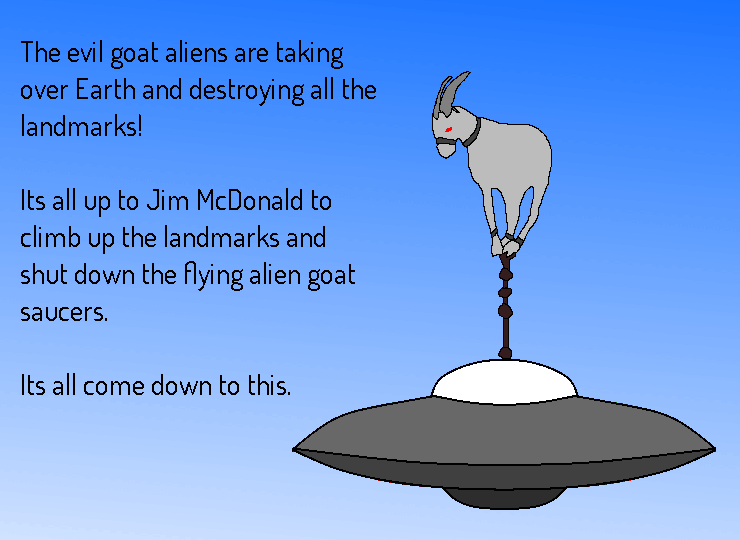 The evil goat aliens are taking
over Earth and destroying all the
landmarks!
Its all up to Jim McDonald to
climb up the landmarks and
shut down the flying alien goat
saucers.
Its all come down to this.